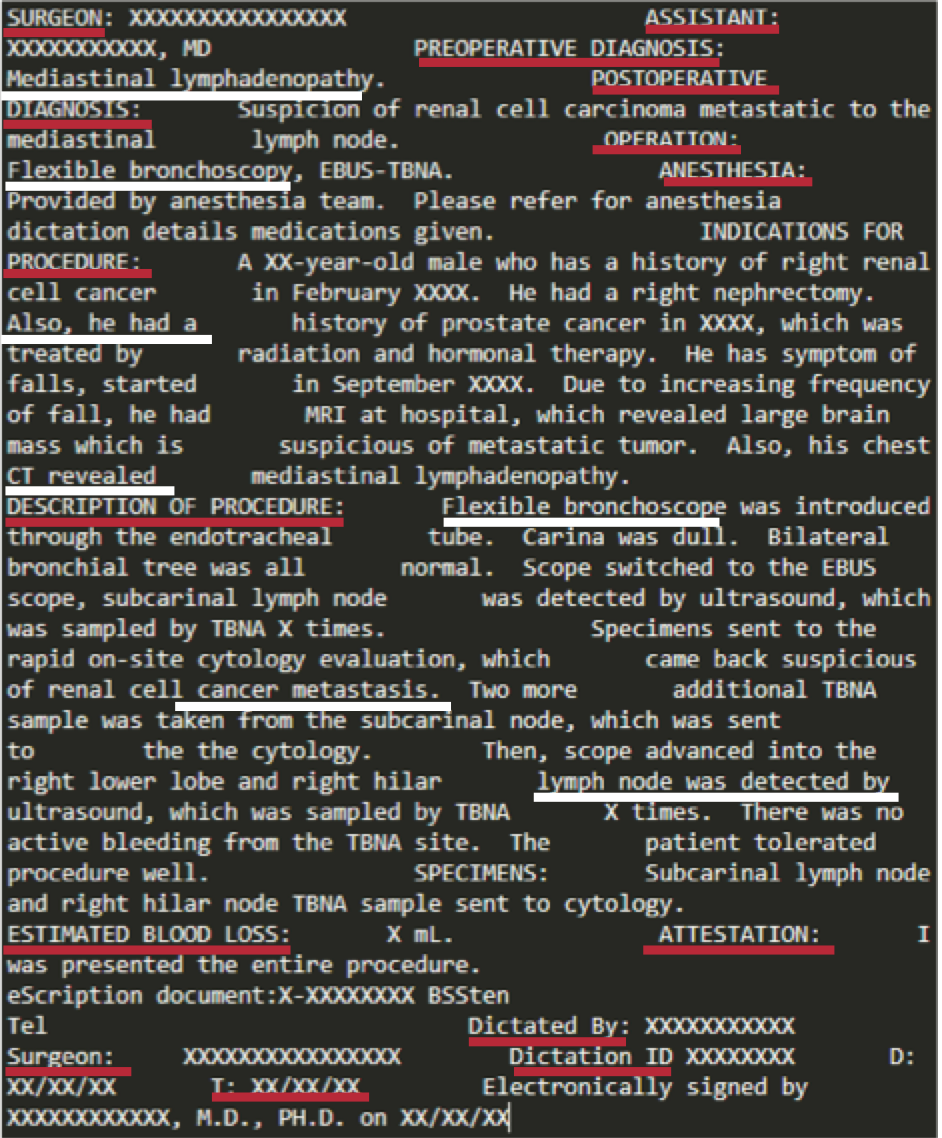 SURGEON: XXXXXXXXXXXXXXXX ASSISTANT:
XXXXXXXXXXX, MD PREOPERATIVE DIAGNOSIS:
Mediastinal lymphadenopathy. POSTOPERATIVE
DIAGNOSIS: Suspicion of renal cell carcinoma metastatic to the
mediastinal lymph node. OPERATION:
Flexible bronchoscopy, EBUS-TBNA. ANESTHESIA:
Provided by anesthesia team. Please refer for anesthesia
dictation details medications given. INDICATIONS FOR
PROCEDURE: A XX-year-old male who has a history of right renal
cell cancer in February XXXX. He had a right nephrectomy.
Also, he had a history of prostate cancer in XXXX, which was
treated by radiation and hormonal therapy. He has symptom of
falls, started in September XXXX. Due to increasing frequency
of fall, he had MRI at hospital, which revealed large brain
mass which is suspicious of metastatic tumor. Also, his chest
CT revealed mediastinal lymphadenopathy.
DESCRIPTION OF PROCEDURE: Flexible bronchoscope was introduced
through the endotracheal tube. Carina was dull. Bilateral
bronchial tree was all normal. Scope switched to the EBUS
scope, subcarinal lymph node was detected by ultrasound, which
was sampled by TBNA X times. Specimens sent to the
rapid on-site cytology evaluation, which came back suspicious
of renal cell cancer metastasis. Two more additional TBNA
sample was taken from the subcarinal node, which was sent
to the the cytology. Then, scope advanced into the
right lower lobe and right hilar lymph node was detected by
ultrasound, which was sampled by TBNA X times. There was no
active bleeding from the TBNA site. The patient tolerated
procedure well. SPECIMENS: Subcarinal lymph node
and right hilar node TBNA sample sent to cytology.
ESTIMATED BLOOD LOSS: X mL. ATTESTATION: I
was presented the entire procedure.
eScription document:X-XXXXXXXX BSSten
Tel Dictated By: XXXXXXXXXXX
Surgeon: XXXXXXXXXXXXXXXX Dictation ID XXXXXXXX D:
XX/XX/XX T: XX/XX/XX Electronically signed by
XXXXXXXXXXXX, M.D., PH.D. on XX/XX/XX